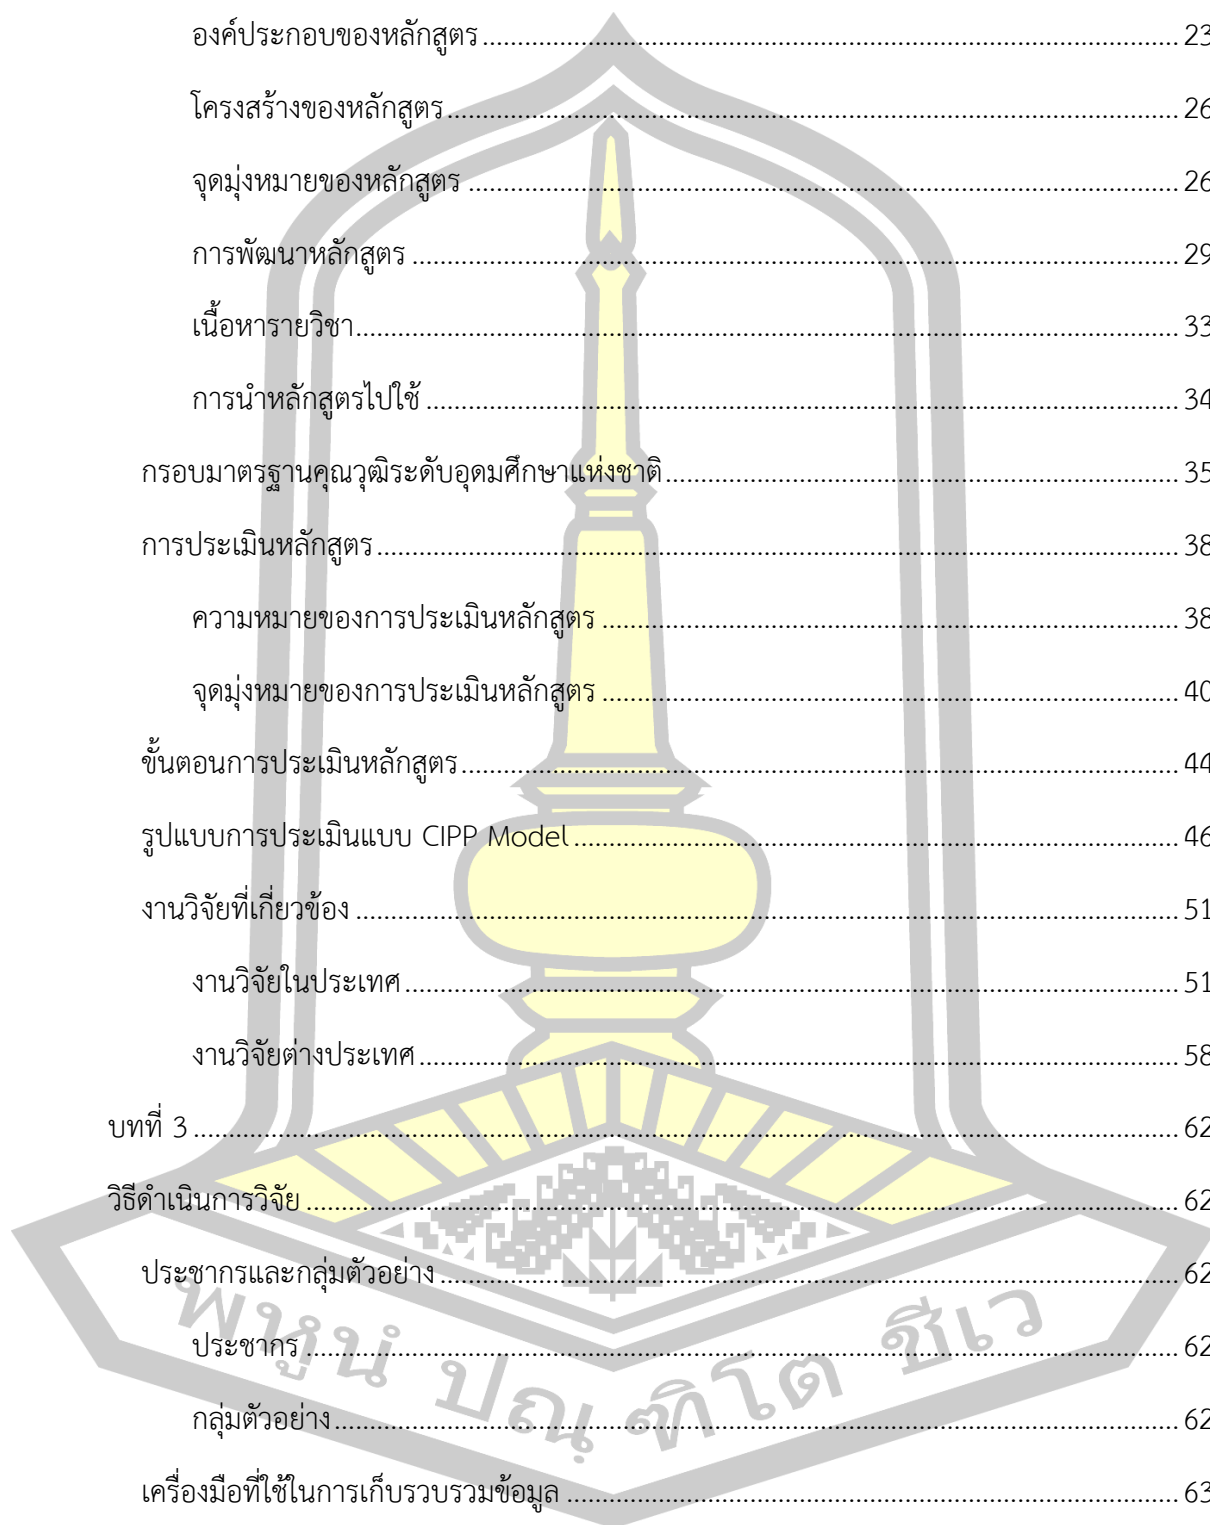 องค์ประกอบของหลักสูตร 23
โครงสร้างของหลักสูตร 26
จุดมุ่งหมายของหลักสูตร 26
การพัฒนาหลักสูตร 29
เนื้อหารายวิชา 33
การนำหลักสูตรไปใช้ 34
กรอบมาตรฐานคุณวุฒิระดับอุดมศึกษาแห่งชาติ 35
การประเมินหลักสูตร 38
ความหมายของการประเมินหลักสูตร 38
จุดมุ่งหมายของการประเมินหลักสูตร 40
ขั้นตอนการประเมินหลักสูตร 44
รูปแบบการประเมินแบบ CIPP Model 46
งานวิจัยที่เกี่ยวข้อง 51
งานวิจัยในประเทศ 51
งานวิจัยต่างประเทศ 58
บทที่ 3 62
วิธีดำเนินการวิจัย 62
ประชากรและกลุ่มตัวอย่าง 62
ประชากร 62
กลุ่มตัวอย่าง 62
เครื่องมือที่ใช้ในการเก็บรวบรวมข้อมูล 63
พหูนํ ปณฺฑิโต ชีเว